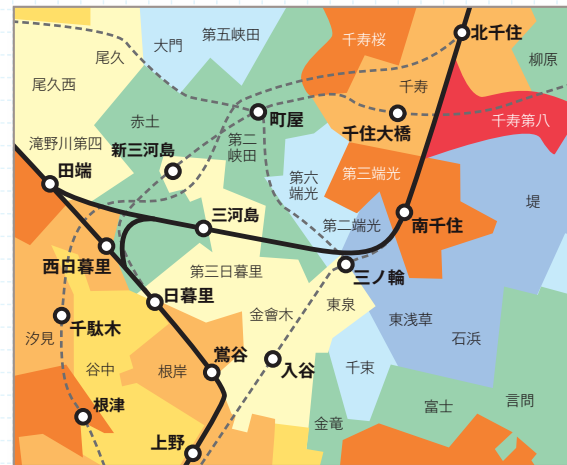 北千住
第五峡田
千寿桜
大門
尾久
柳原
尾久西
千寿
町屋
赤土
千住大橋
千寿第八
第二
峡田
滝野川第四
新三河島
田端
第三端光
第六
端光
堤
三河島
第二端光
南千住
西日暮里
第三日暮里
三ノ輪
日暮里
東泉
金會木
東浅草
千駄木
汐見
石浜
鶯谷
谷中
根岸
入谷
千束
言問
根津
富士
金竜
上野